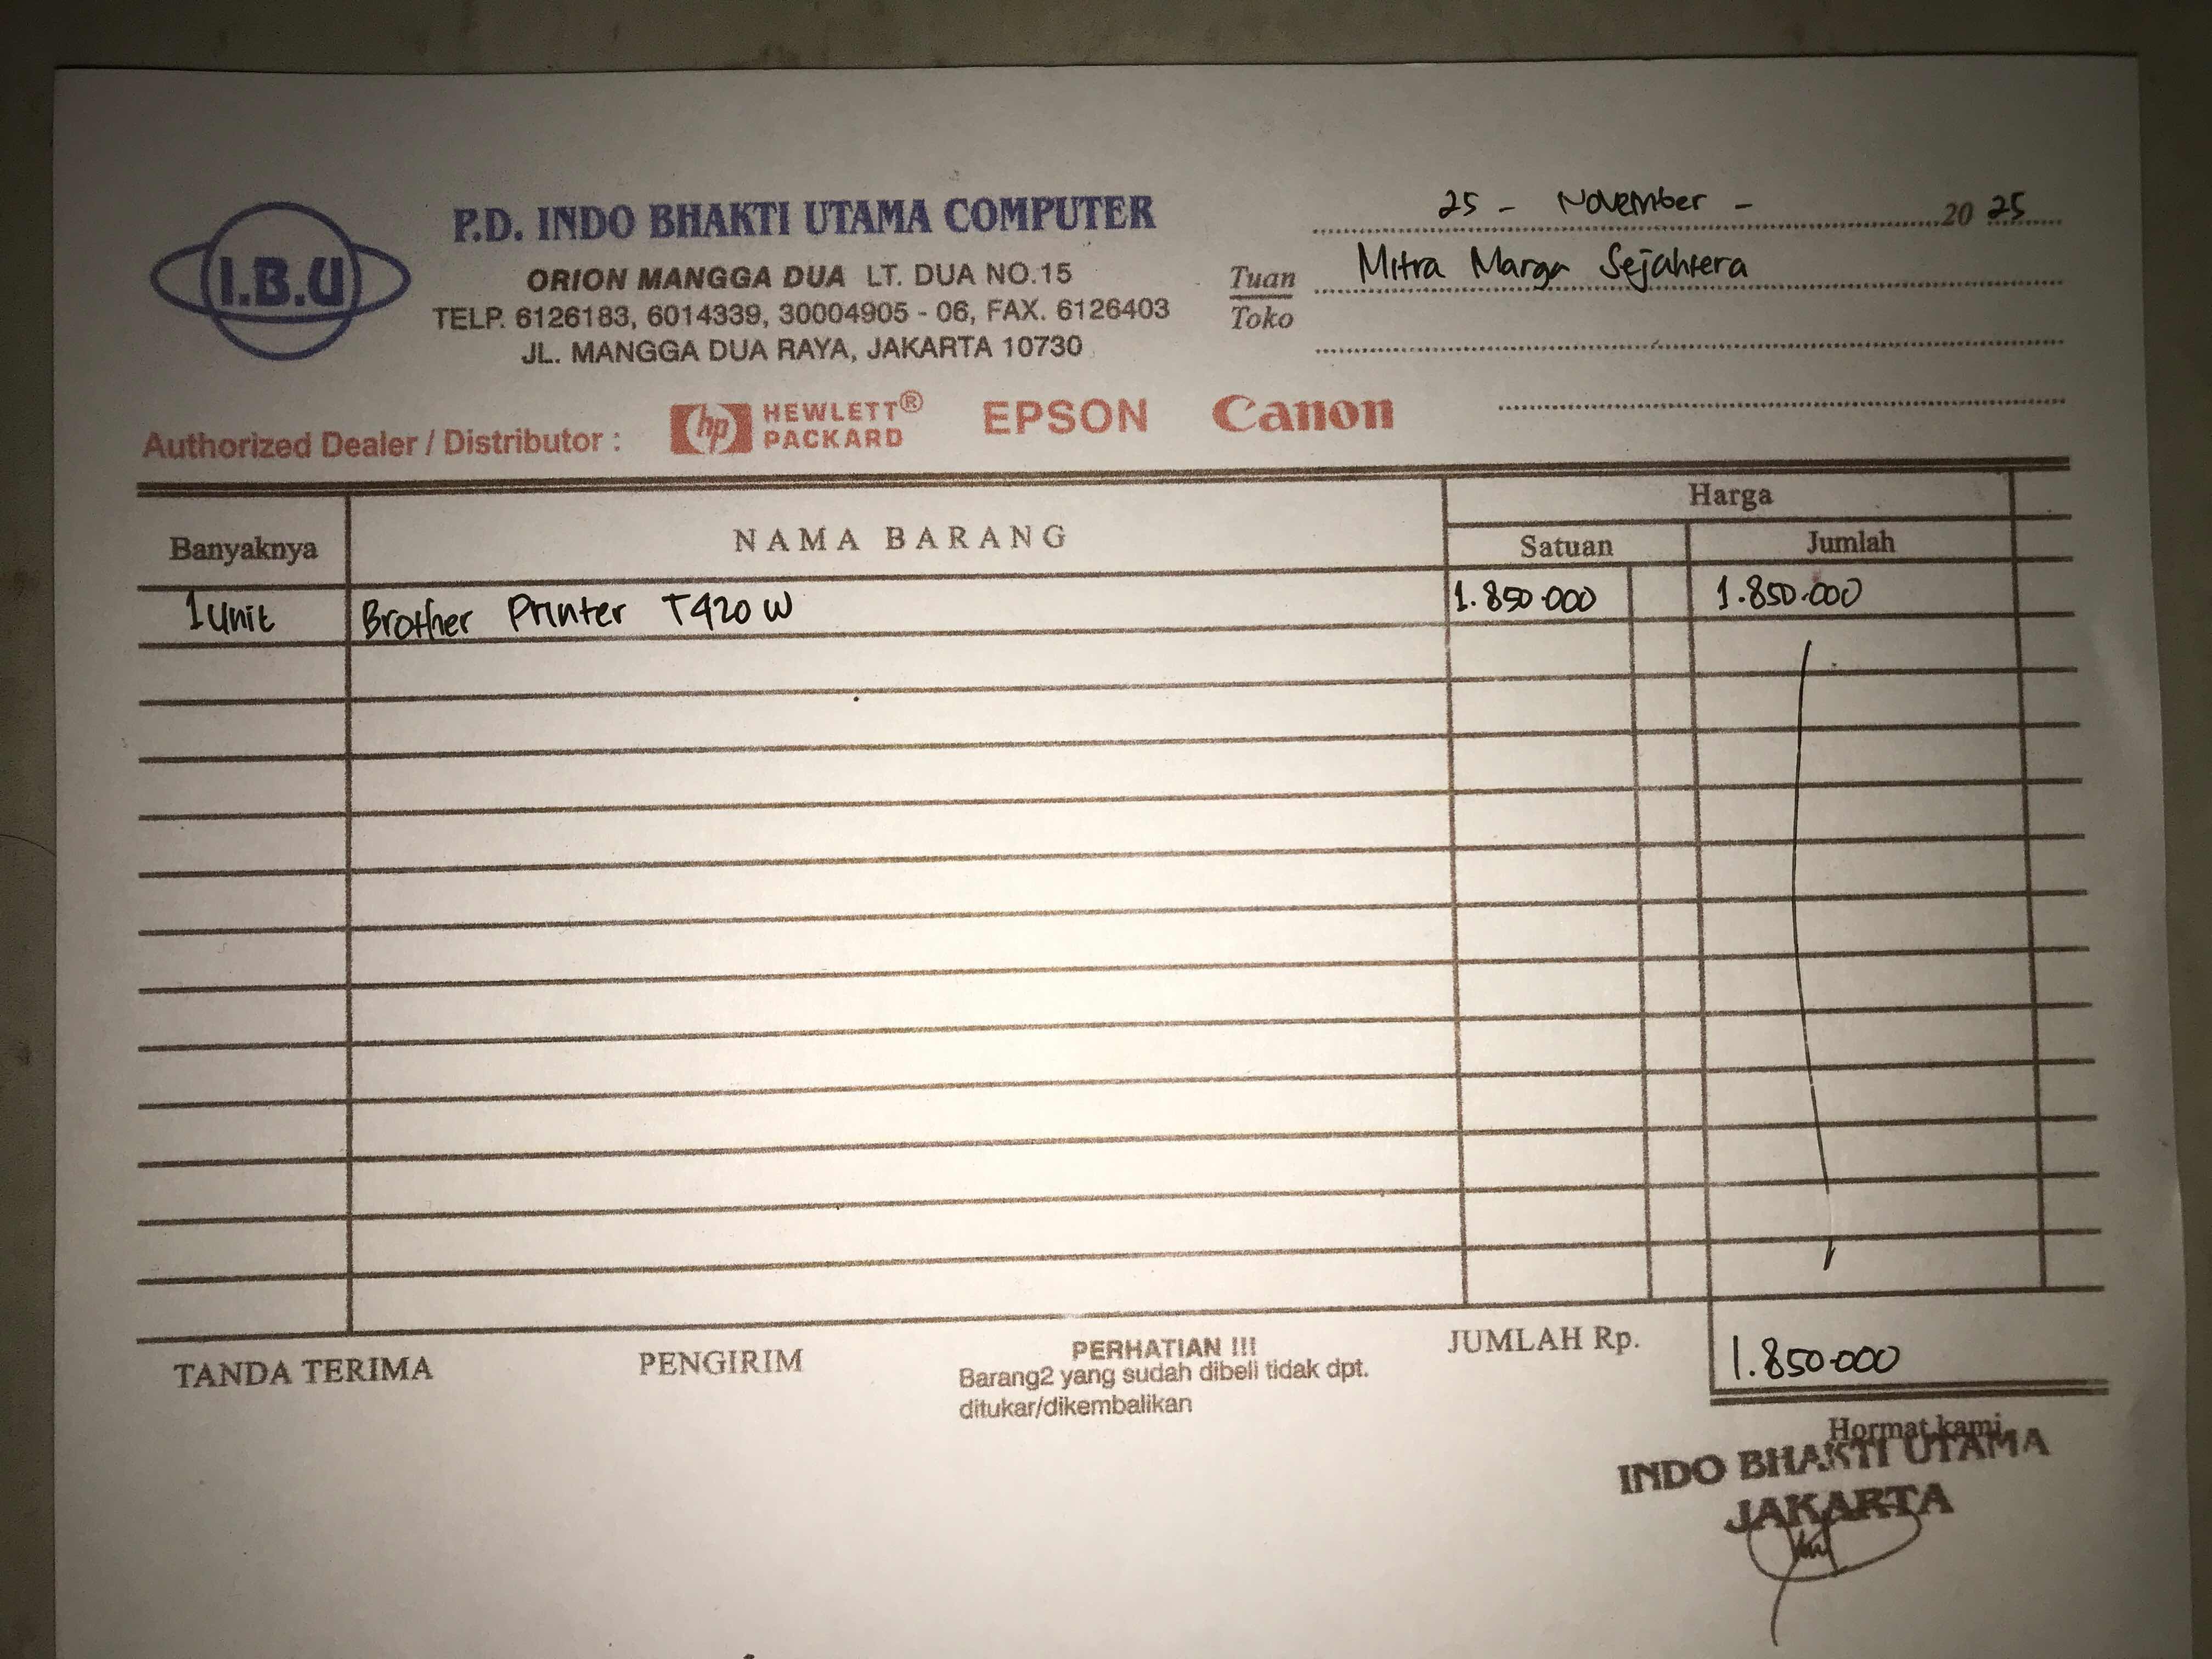 25 - November - 2025
P.D. INDO BHAKTI UTAMA COMPUTER
I.B.U
ORION MANGGA DUA LT. DUA NO.15
TELP. 6126183, 6014339, 30004905 - 06, FAX. 6126403
JL. MANGGA DUA RAYA, JAKARTA 10730
Tuan Mitra Marga Sejahtera
Toko
Authorized Dealer / Distributor : hp HEWLETT® PACKARD EPSON Canon
Banyaknya NAMA BARANG Harga
Satuan Jumlah
1 Unit Brother Printer T420 W 1.850.000 1.850.000
TANDA TERIMA PENGIRIM PERHATIAN !!! JUMLAH Rp. 1.850.000
Barang2 yang sudah dibeli tidak dpt.
ditukar/dikembalikan
Hormat kami,
INDO BHAKTI UTAMA
JAKARTA